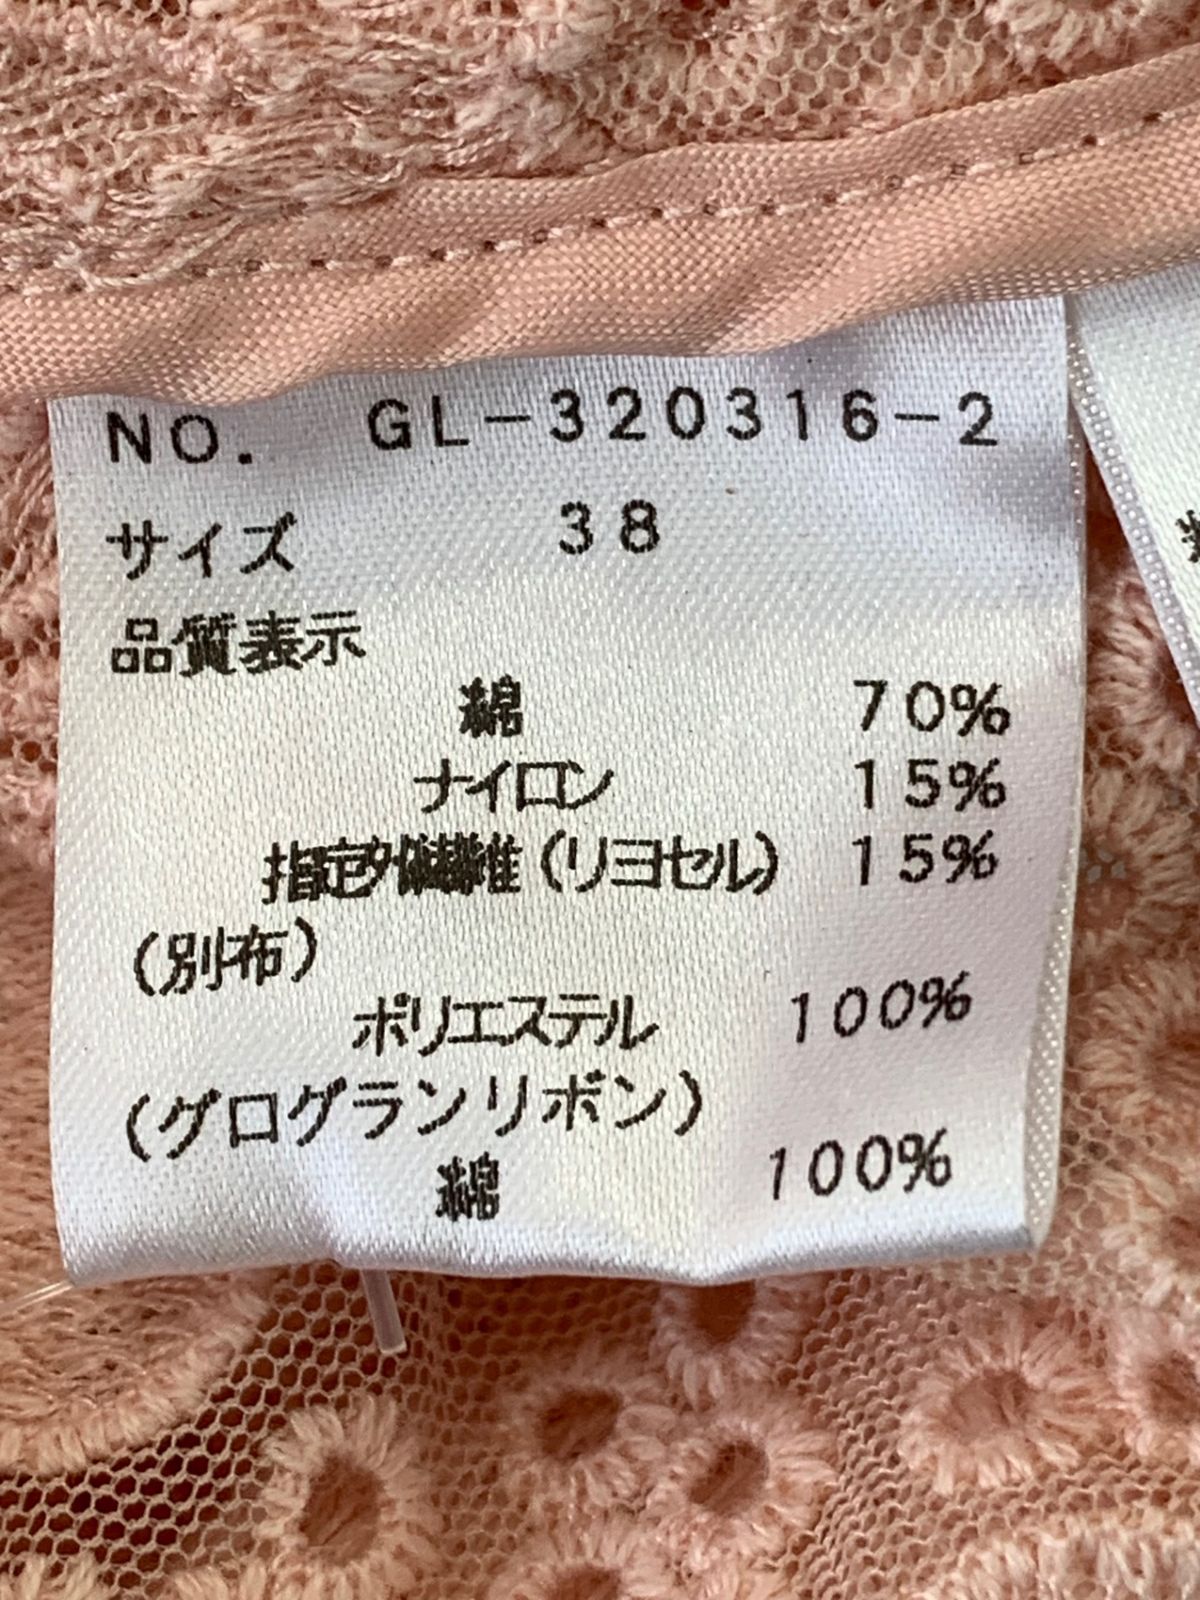 NO. GL-320316-2
サイズ 38
品質表示
綿 70%
ナイロン 15%
指定外繊維(リヨセル) 15%
(別布)
ポリエステル 100%
(グログランリボン)
綿 100%